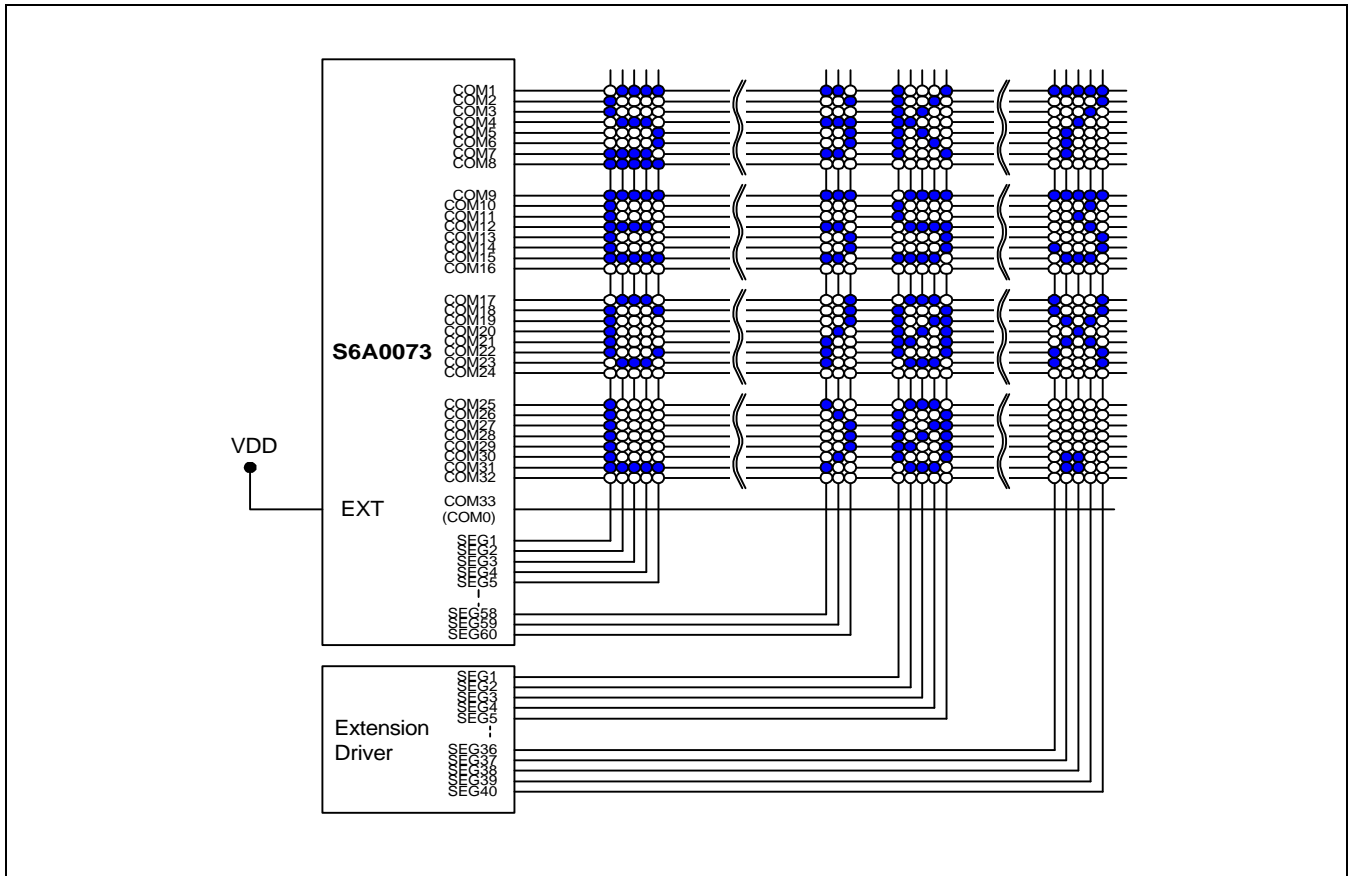 COM1
COM2
COM3
COM4
COM5
COM6
COM7
COM8
COM9
COM10
COM11
COM12
COM13
COM14
COM15
COM16
COM17
COM18
COM19
COM20
S6A0073
COM21
COM22
COM23
COM24
COM25
COM26
COM27
COM28
COM29
COM30
COM31
COM32
VDD
EXT
COM33
(COM0)
SEG1
SEG2
SEG3
SEG4
SEG5
SEG58
SEG59
SEG60
SEG1
SEG2
SEG3
SEG4
SEG5
Extension
Driver
SEG36
SEG37
SEG38
SEG39
SEG40